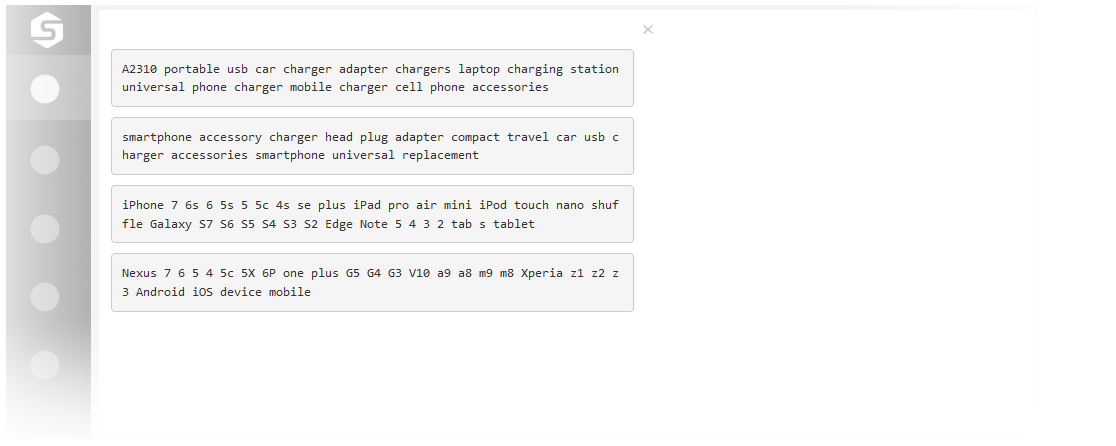 A2310 portable usb car charger adapter chargers laptop charging station
universal phone charger mobile charger cell phone accessories
smartphone accessory charger head plug adapter compact travel car usb c
harger accessories smartphone universal replacement
iPhone 7 6s 6 5s 5 5c 4s se plus iPad pro air mini iPod touch nano shuf
fle Galaxy S7 S6 S5 S4 S3 S2 Edge Note 5 4 3 2 tab s tablet
Nexus 7 6 5 4 5c 5X 6P one plus G5 G4 G3 V10 a9 a8 m9 m8 Xperia z1 z2 z
3 Android iOS device mobile